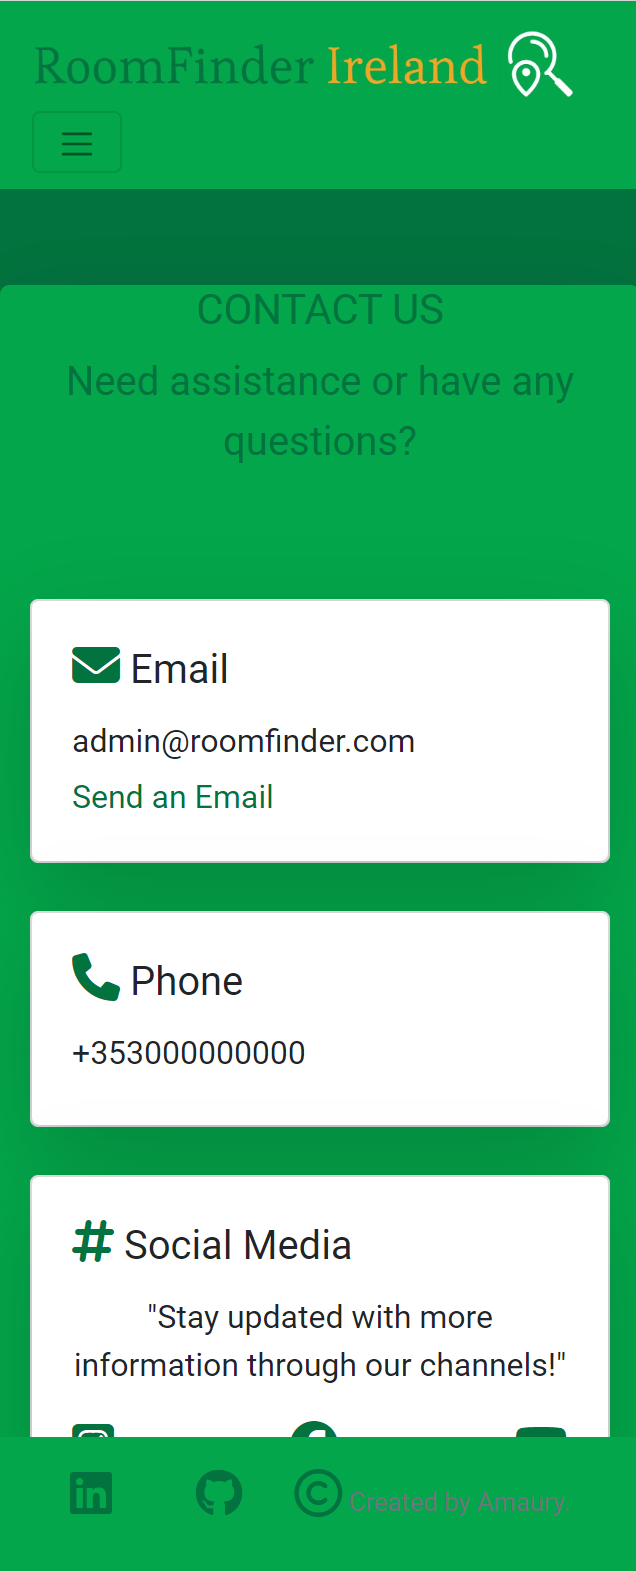 RoomFinder Ireland
CONTACT US
Need assistance or have any
questions?
Email
admin@roomfinder.com
Send an Email
Phone
+353000000000
# Social Media
"Stay updated with more
information through our channels!"
Created by Amaury.